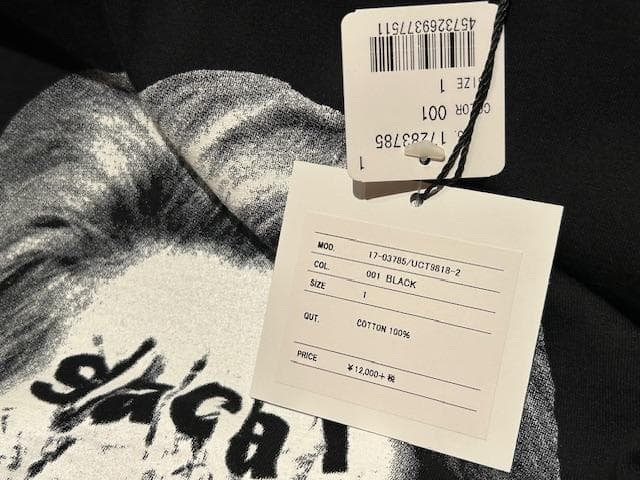 4573269377511
SIZE 1
COLOR 001
17283785
1
MOD. 17-03785/UCT9818-2
COL. 001 BLACK
SIZE 1
QUT. COTTON 100%
PRICE ¥12,000+税
sacai